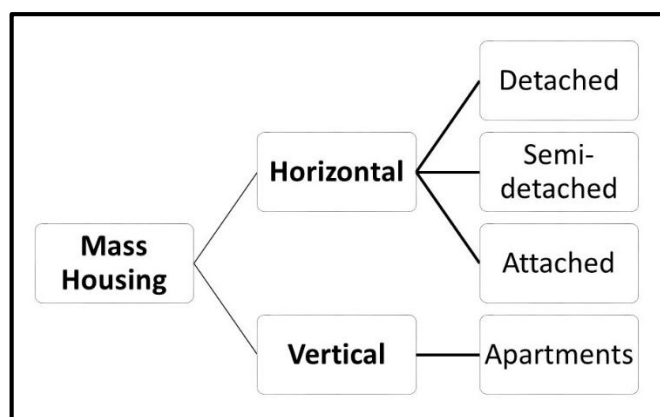 Mass
Housing
Horizontal
Detached
Semi-
detached
Attached
Vertical
Apartments